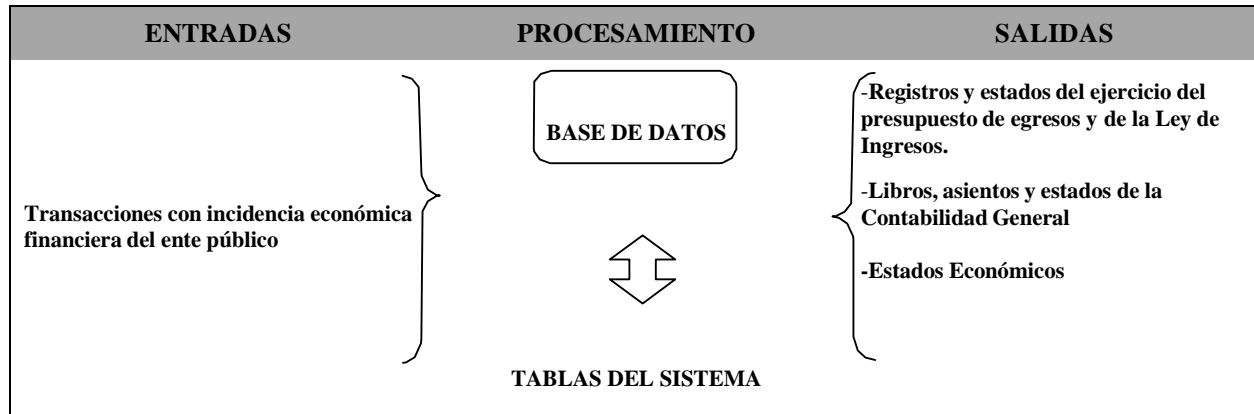 ENTRADAS
PROCESAMIENTO
SALIDAS
Transacciones con incidencia económica
financiera del ente público
BASE DE DATOS
TABLAS DEL SISTEMA
-Registros y estados del ejercicio del
presupuesto de egresos y de la Ley de
Ingresos.
-Libros, asientos y estados de la
Contabilidad General
-Estados Económicos